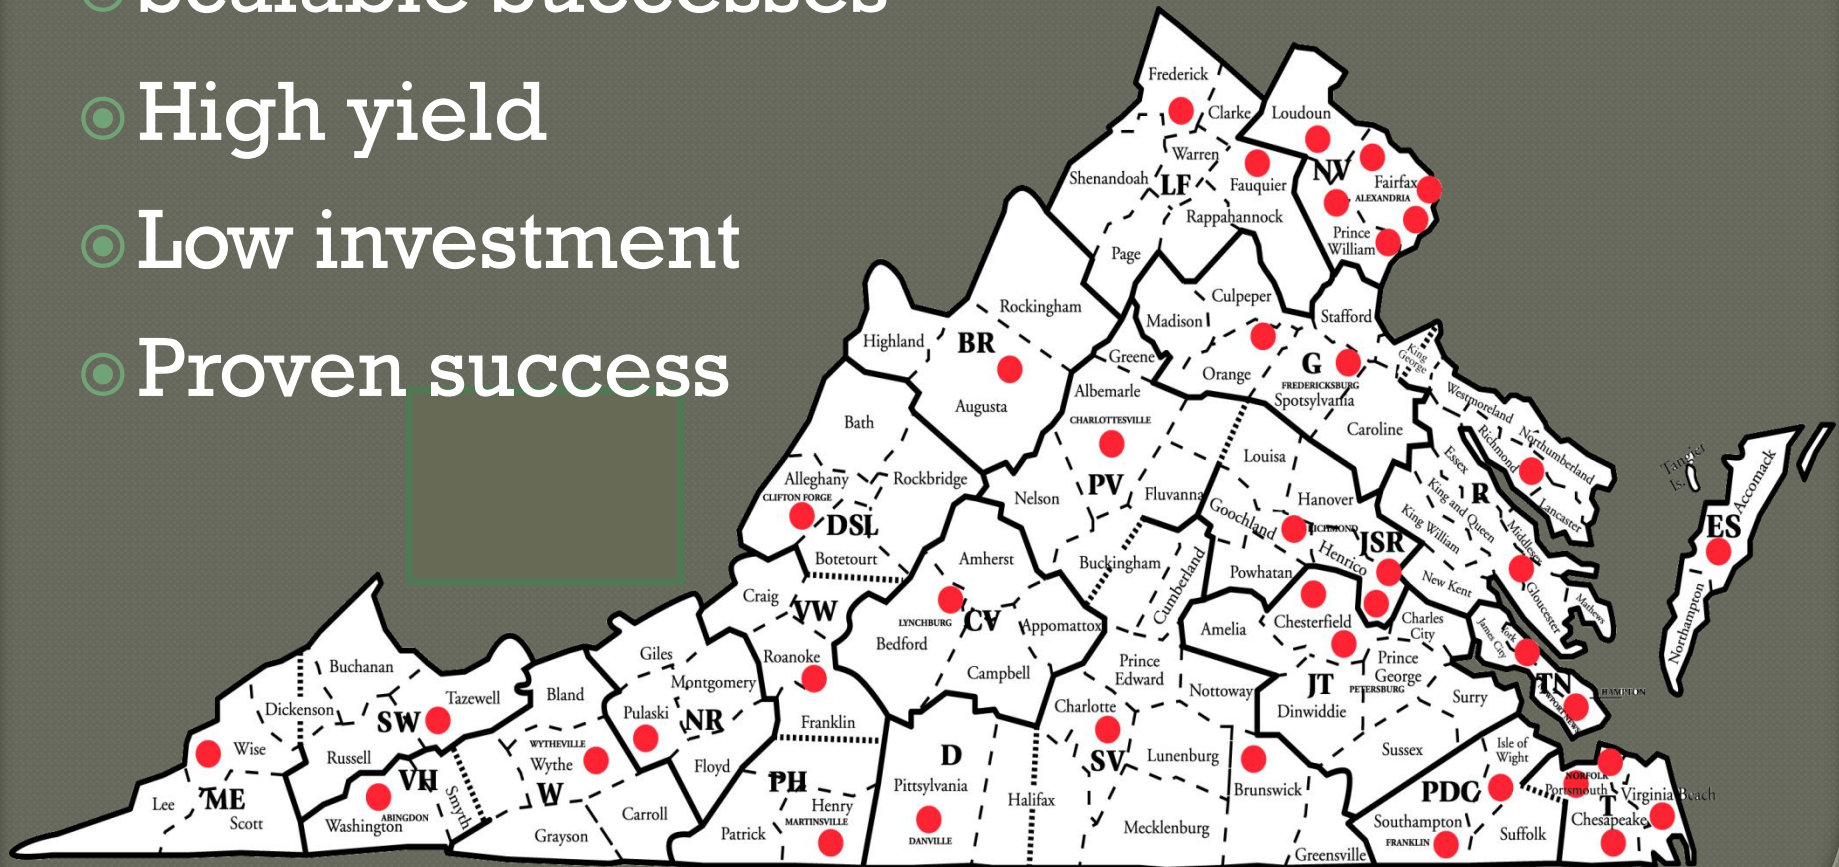 Scalable successes
High yield
Low investment
Proven success
Frederick
Clarke
Loudoun
Warren
Shenandoah
LF
Fauquier
NV
Fairfax
ALEXANDRIA
Rappahannock
Prince
William
Page
Rockingham
Culpeper
Madison
Stafford
Highland
BR
Greene
G
King
George
Orange
FREDERICKSBURG
Spotsylvania
Albemarle
Augusta
Westmoreland
Bath
CHARLOTTESVILLE
Caroline
Richmond
Northumberland
Louisa
Essex
Tangier
Is.
Accomack
Alleghany
Rockbridge
CLIFTON FORGE
PV
Nelson
Fluvanna
Hanover
R
King and Queen
Lancaster
DSL
Goochland
RICHMOND
King William
Middlesex
ES
JSR
Henrico
Botetourt
Amherst
Buckingham
Cumberland
Powhatan
New Kent
Gloucester
Mathews
Northampton
Craig
VW
LYNCHBURG
CV
Appomattox
Amelia
Chesterfield
Charles
City
James City
York
Bedford
Giles
Roanoke
Prince
Edward
Prince
George
Buchanan
Campbell
Montgomery
Nottoway
JT
PETERSBURG
TN
HAMPTON
NEWPORT NEWS
Tazewell
Bland
Surry
Dickenson
SW
Pulaski
NR
Franklin
Charlotte
Dinwiddie
Wise
WYTHEVILLE
Wythe
Russell
Floyd
D
SV
Lunenburg
Sussex
Isle of
Wight
VH
W
PH
Pittsylvania
Brunswick
PDC
NORFOLK
Portsmouth
Virginia Beach
Lee
ME
Scott
Smyth
ABINGDON
Washington
Carroll
Henry
MARTINSVILLE
Halifax
T
Chesapeake
Grayson
Patrick
DANVILLE
Mecklenburg
Southampton
FRANKLIN
Suffolk
Greensville